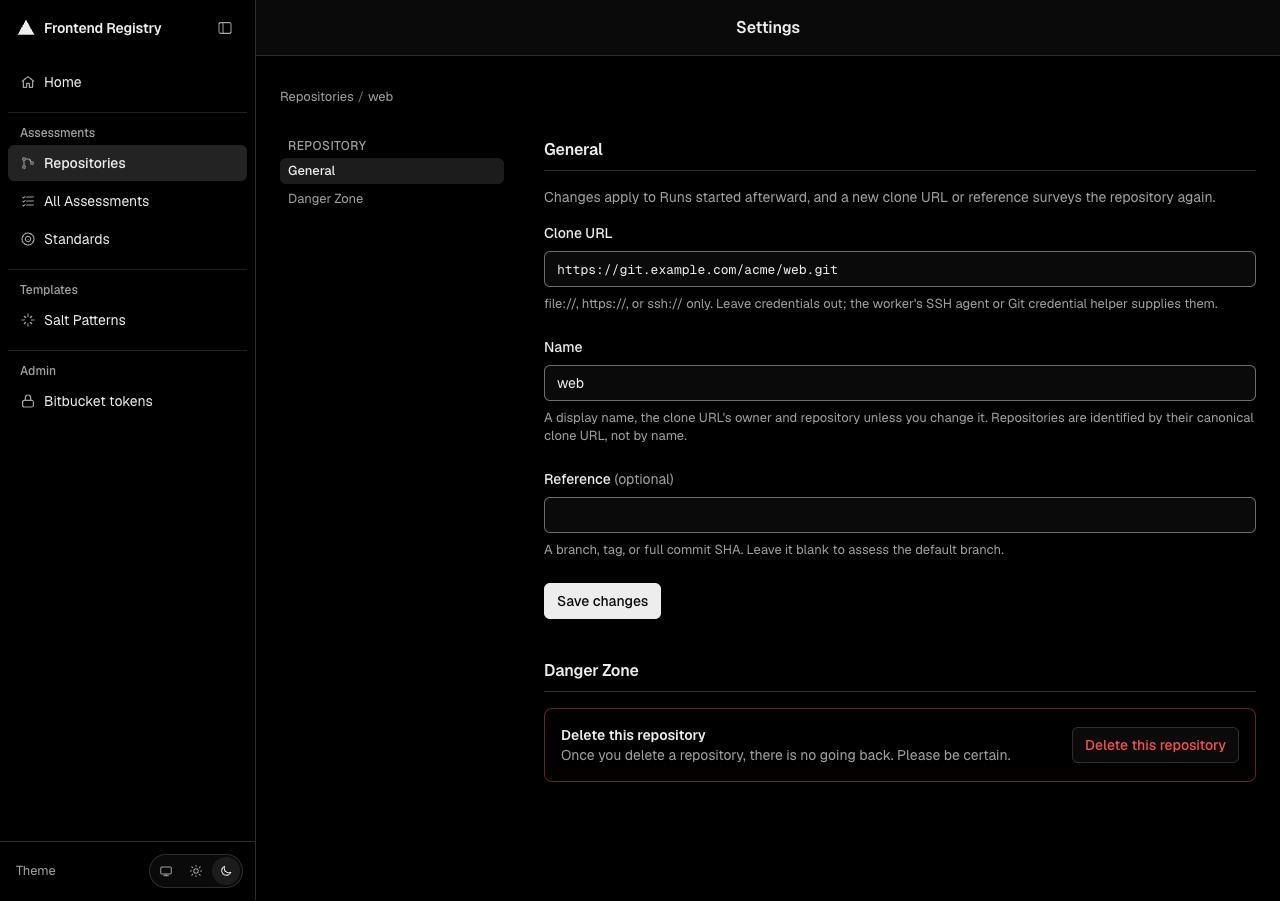 Frontend Registry
Settings
Home
Assessments
Repositories
All Assessments
Standards
Templates
Salt Patterns
Admin
Bitbucket tokens
Theme
Repositories / web
REPOSITORY
General
Danger Zone
General
Changes apply to Runs started afterward, and a new clone URL or reference surveys the repository again.
Clone URL
https://git.example.com/acme/web.git
file://, https://, or ssh:// only. Leave credentials out; the worker's SSH agent or Git credential helper supplies them.
Name
web
A display name, the clone URL's owner and repository unless you change it. Repositories are identified by their canonical
clone URL, not by name.
Reference (optional)
A branch, tag, or full commit SHA. Leave it blank to assess the default branch.
Save changes
Danger Zone
Delete this repository
Once you delete a repository, there is no going back. Please be certain.
Delete this repository